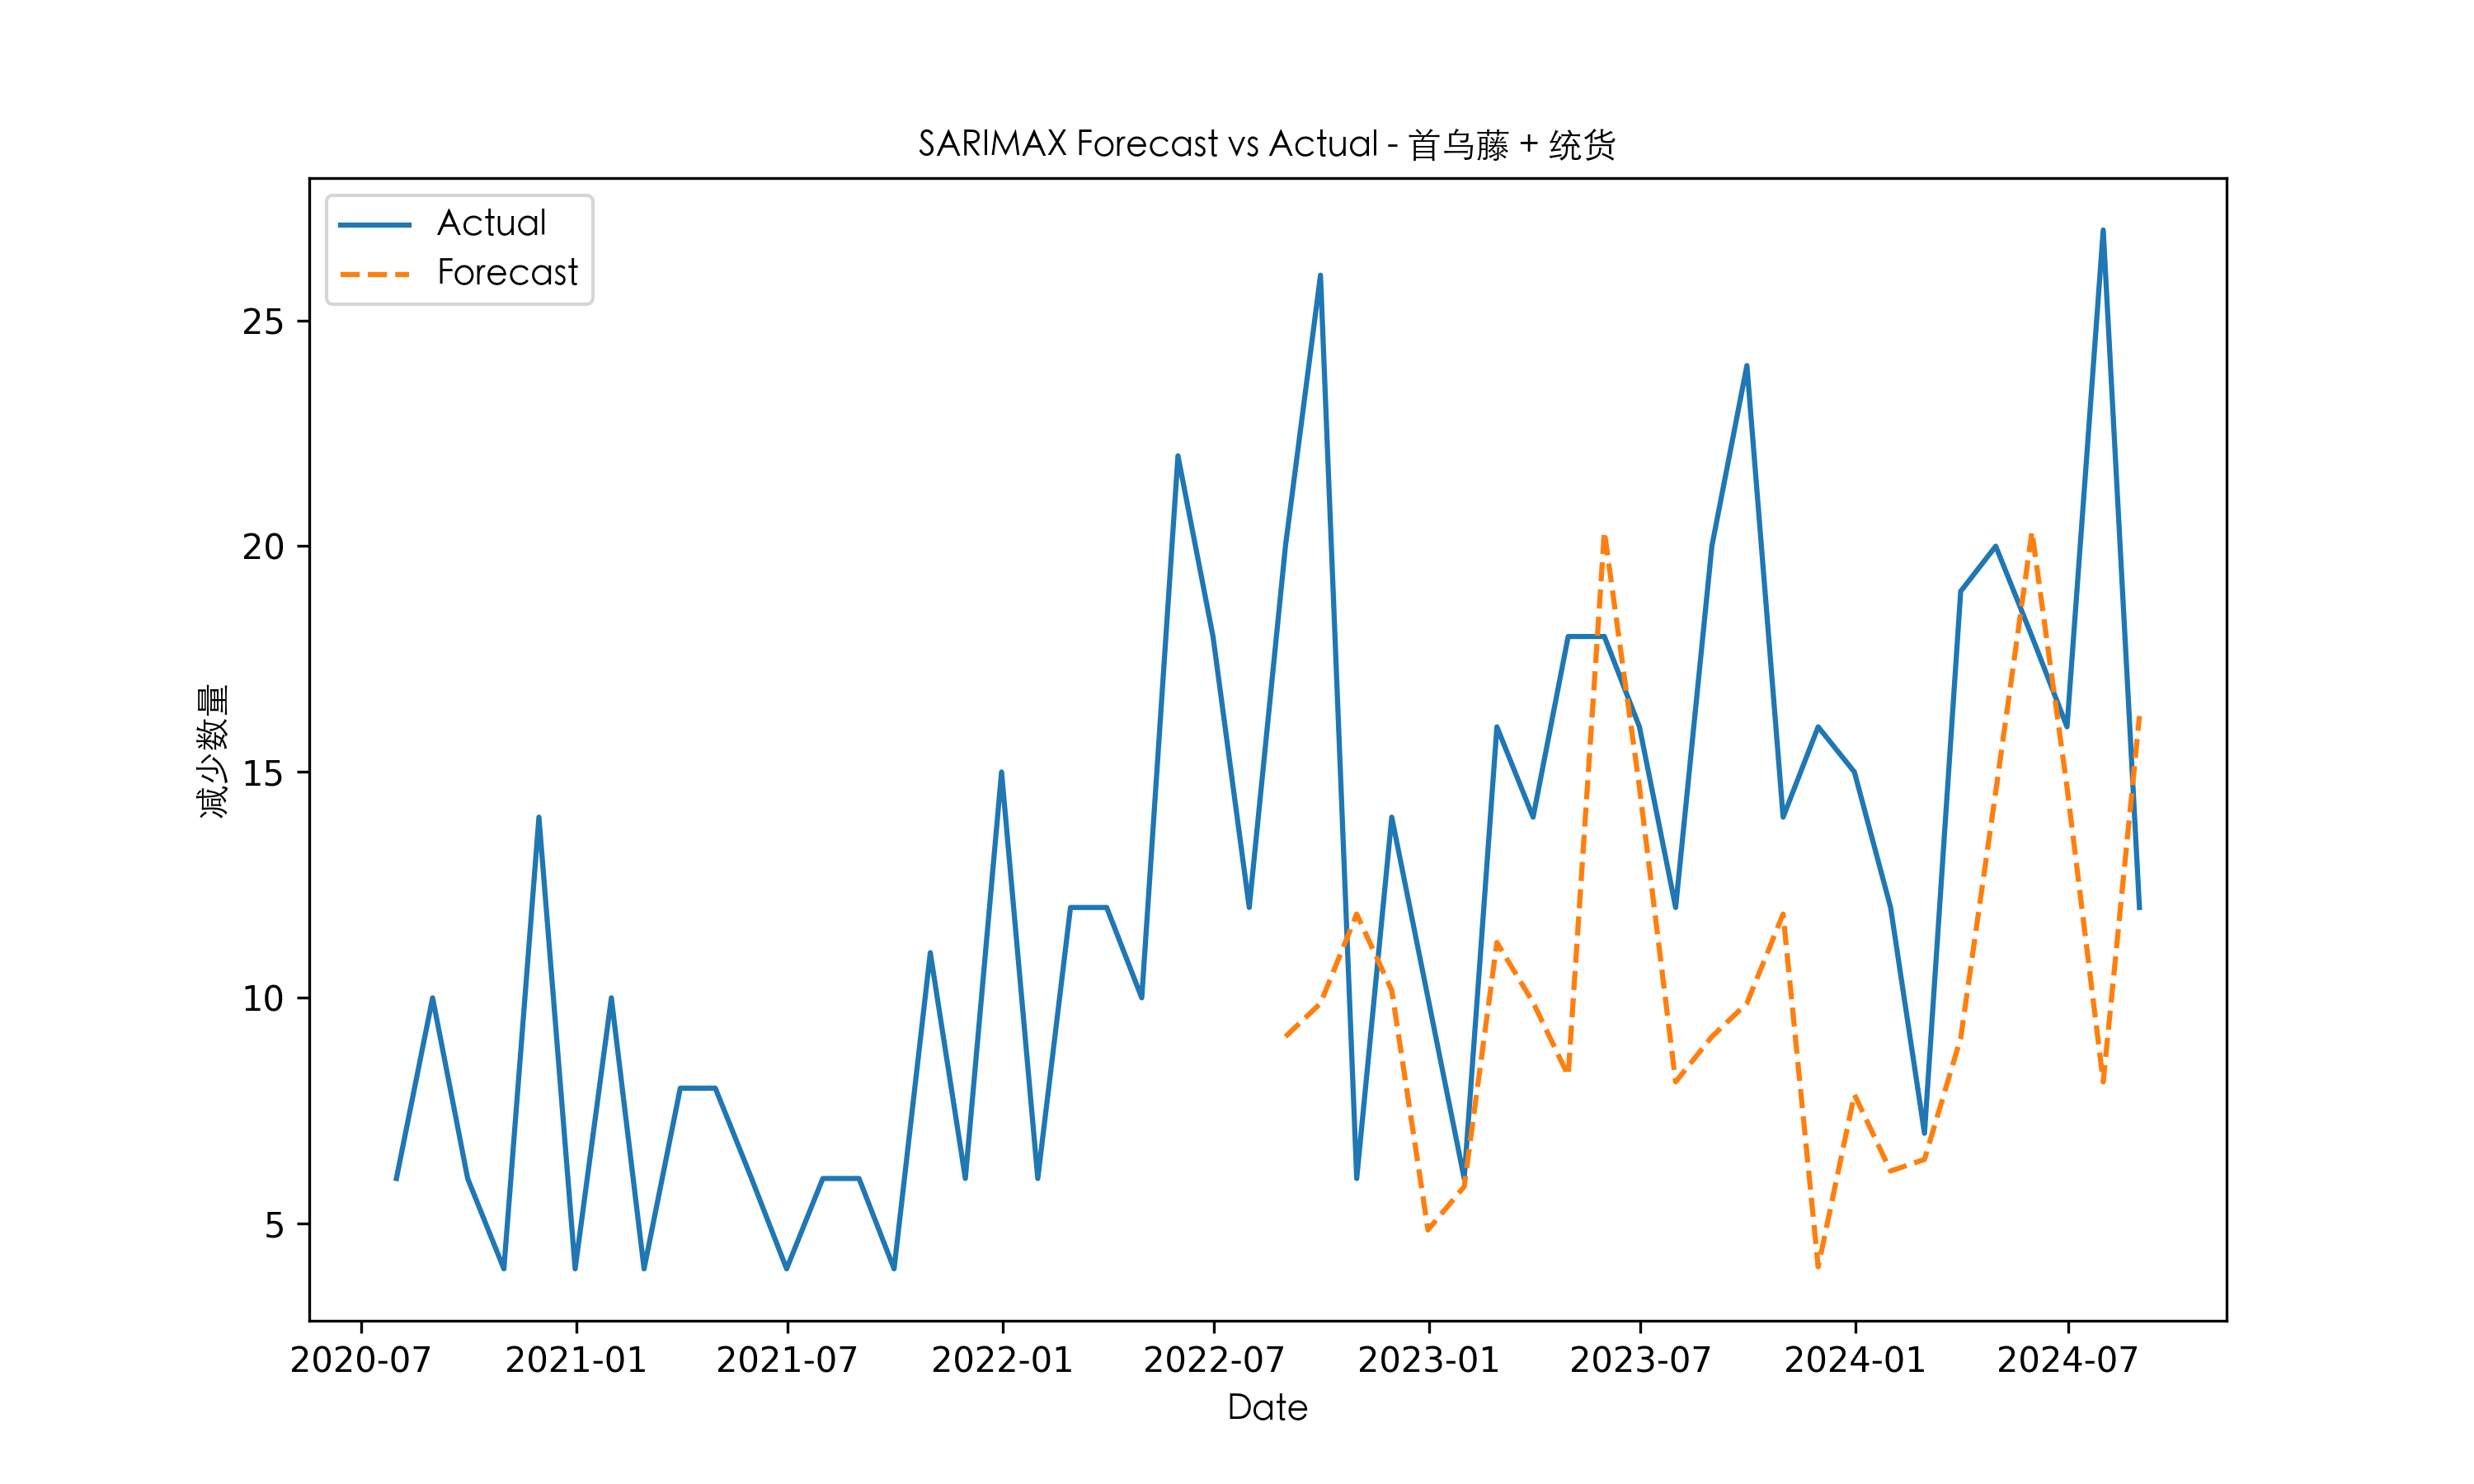 SARIMAX Forecast vs Actual - 首乌藤 + 统货
Actual
Forecast
减少数量
25
20
15
10
5
2020-07 2021-01 2021-07 2022-01 2022-07 2023-01 2023-07 2024-01 2024-07
Date